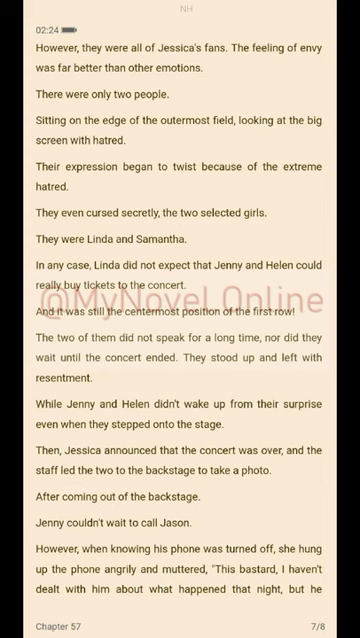 NH
02:24
However, they were all of Jessica's fans. The feeling of envy
was far better than other emotions.
There were only two people.
Sitting on the edge of the outermost field, looking at the big
screen with hatred.
Their expression began to twist because of the extreme
hatred.
They even cursed secretly, the two selected girls.
They were Linda and Samantha.
In any case, Linda did not expect that Jenny and Helen could
really buy tickets to the concert.
@MyNovel Online
And it was still the centermost position of the first row!
The two of them did not speak for a long time, nor did they
wait until the concert ended. They stood up and left with
resentment.
While Jenny and Helen didn't wake up from their surprise
even when they stepped onto the stage.
Then, Jessica announced that the concert was over, and the
staff led the two to the backstage to take a photo.
After coming out of the backstage.
Jenny couldn't wait to call Jason.
However, when knowing his phone was turned off, she hung
up the phone angrily and muttered, "This bastard, I haven't
dealt with him about what happened that night, but he
Chapter 57
7/8